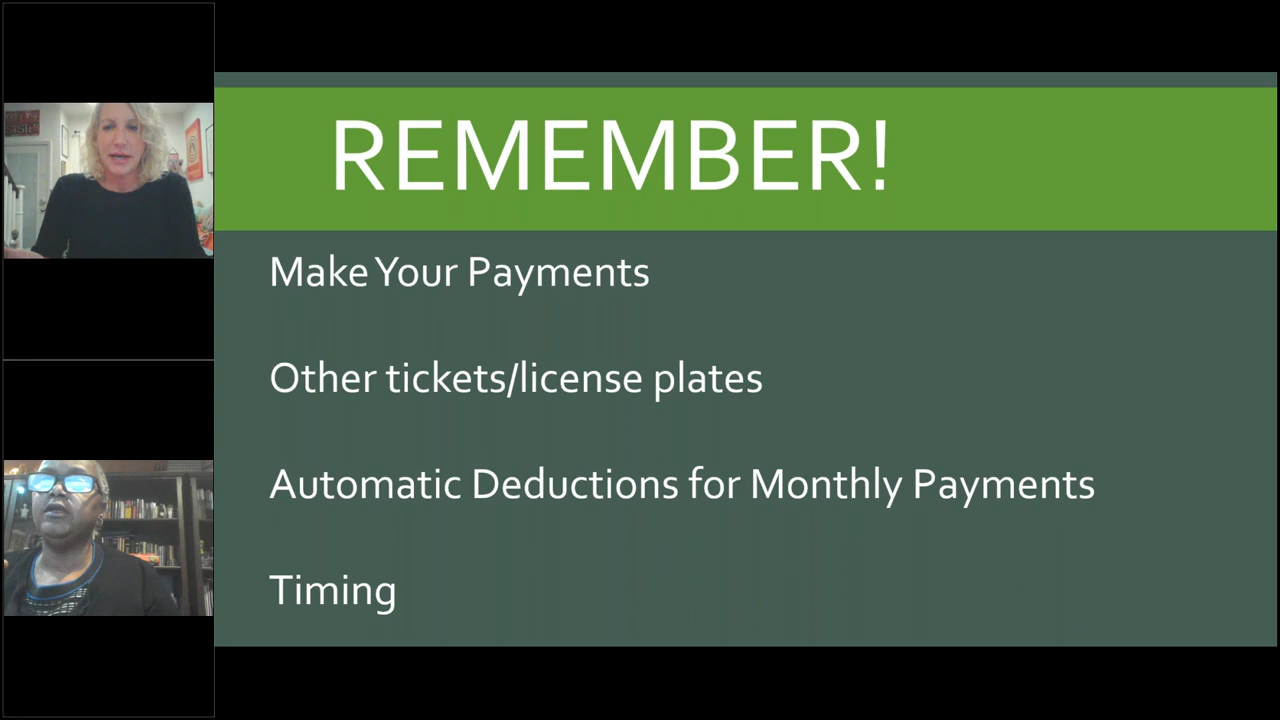 REMEMBER!
Make Your Payments
Other tickets/license plates
Automatic Deductions for Monthly Payments
Timing